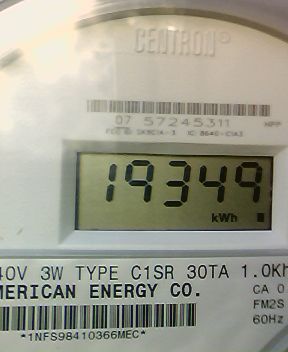 CENTRON®
07 57245311
19349
kWh
40V 3W TYPE C1SR 30TA 1.0Kh
MERICAN ENERGY CO.
CA 0.
FM2S
60Hz
*1NFS98410366MEC*